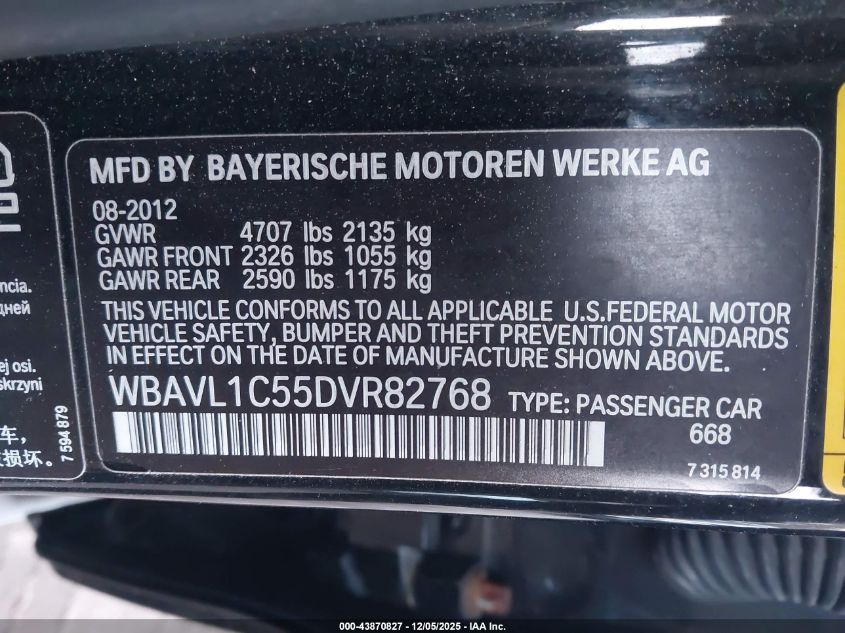 MFD BY BAYERISCHE MOTOREN WERKE AG
08-2012
GVWR 4707 lbs 2135 kg
GAWR FRONT 2326 lbs 1055 kg
GAWR REAR 2590 lbs 1175 kg
THIS VEHICLE CONFORMS TO ALL APPLICABLE U.S.FEDERAL MOTOR
VEHICLE SAFETY, BUMPER AND THEFT PREVENTION STANDARDS
IN EFFECT ON THE DATE OF MANUFACTURE SHOWN ABOVE.
WBAVL1C55DVR82768 TYPE: PASSENGER CAR
668
7 315 814
ej osi.
skrzyni
车，
损坏.
7 594 879
000-43870827 - 12/05/2025 - IAA Inc.